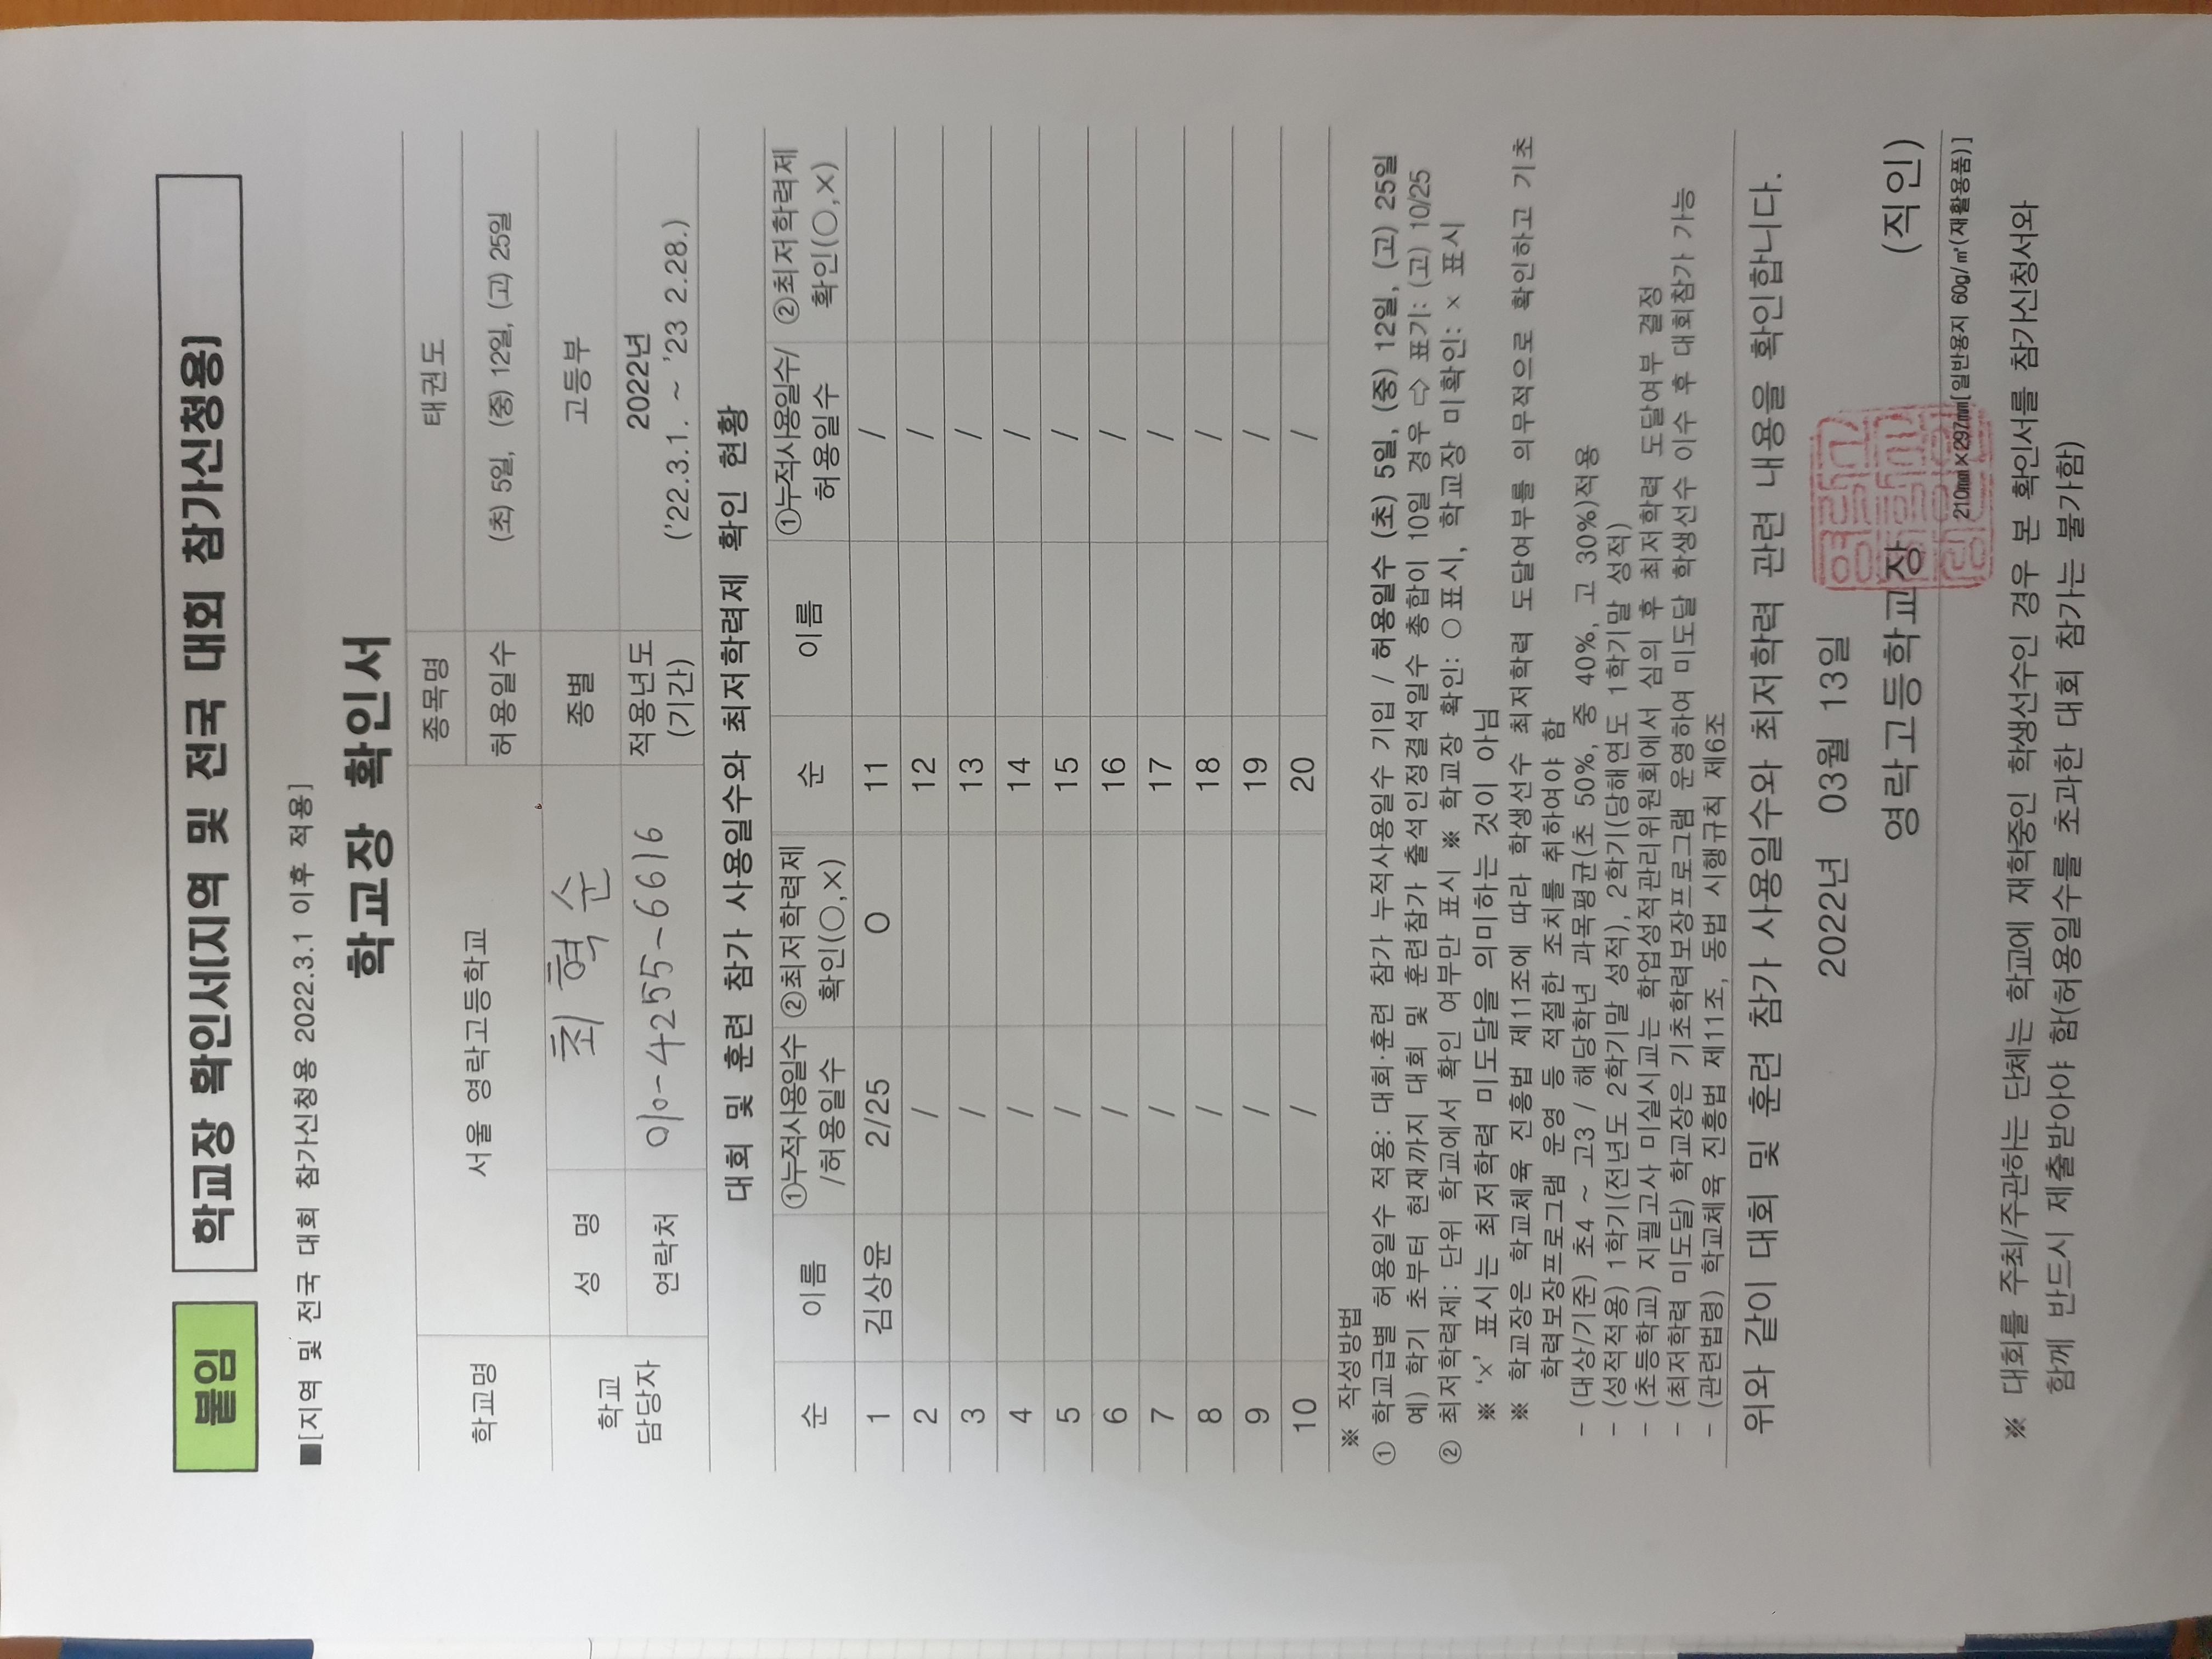 붙임
학교장 확인서[지역 및 전국 대회 참가신청용]
■[지역 및 전국 대회 참가신청용 2022.3.1 이후 적용]
학교장 확인서
학교명 서울 영락고등학교 종목명 태권도
허용일수 (초) 5일, (중) 12일, (고) 25일
학교 담당자 성 명 최혁순 종별 고등부
연락처 010-4255-6616 적용년도 (기간) 2022년 ('22.3.1. ~ '23 2.28.)
대회 및 훈련 참가 사용일수와 최저학력제 확인 현황
순 이름 ①누적사용일수/허용일수 ②최저학력제 확인(○,×) 순 이름 ①누적사용일수/허용일수 ②최저학력제 확인(○,×)
1 김상윤 2/25 O 11 /
2 / 12 /
3 / 13 /
4 / 14 /
5 / 15 /
6 / 16 /
7 / 17 /
8 / 18 /
9 / 19 /
10 / 20 /
※ 작성방법
① 학교급별 허용일수 적용: 대회·훈련 참가 누적사용일수 기입 / 허용일수 (초) 5일, (중) 12일, (고) 25일
예) 학기 초부터 현재까지 대회 및 훈련참가 출석인정결석일수 총합이 10일 경우 ⇨ 표기: (고) 10/25
② 최저학력제: 단위 학교에서 확인 여부만 표시 ※ 학교장 확인: ○ 표시, 학교장 미확인: × 표시
※ '×' 표시는 최저학력 미도달을 의미하는 것이 아님
※ 학교장은 학교체육 진흥법 제11조에 따라 학생선수 최저학력 도달여부를 의무적으로 확인하고 기초
학력보장프로그램 운영 등 적절한 조치를 취하여야 함
- (대상/기준) 초4 ~ 고3 / 해당학년 과목평균(초 50%, 중 40%, 고 30%)적용
- (성적적용) 1학기(전년도 2학기말 성적), 2학기(당해연도 1학기말 성적)
- (초등학교) 지필고사 미실시교는 학업성적관리위원회에서 심의 후 최저학력 도달여부 결정
- (최저학력 미도달) 학교장은 기초학력보장프로그램 운영하여 미도달 학생선수 이수 후 대회참가 가능
- (관련법령) 학교체육 진흥법 제11조, 동법 시행규칙 제6조
위와 같이 대회 및 훈련 참가 사용일수와 최저학력 관련 내용을 확인합니다.
2022년 03월 13일
영락고등학교장 (직인)
210㎜×297㎜[일반용지 60g/㎡(재활용품)]
※ 대회를 주최/주관하는 단체는 학교에 재학중인 학생선수인 경우 본 확인서를 참가신청서와
함께 반드시 제출받아야 함(허용일수를 초과한 대회 참가는 불가함)